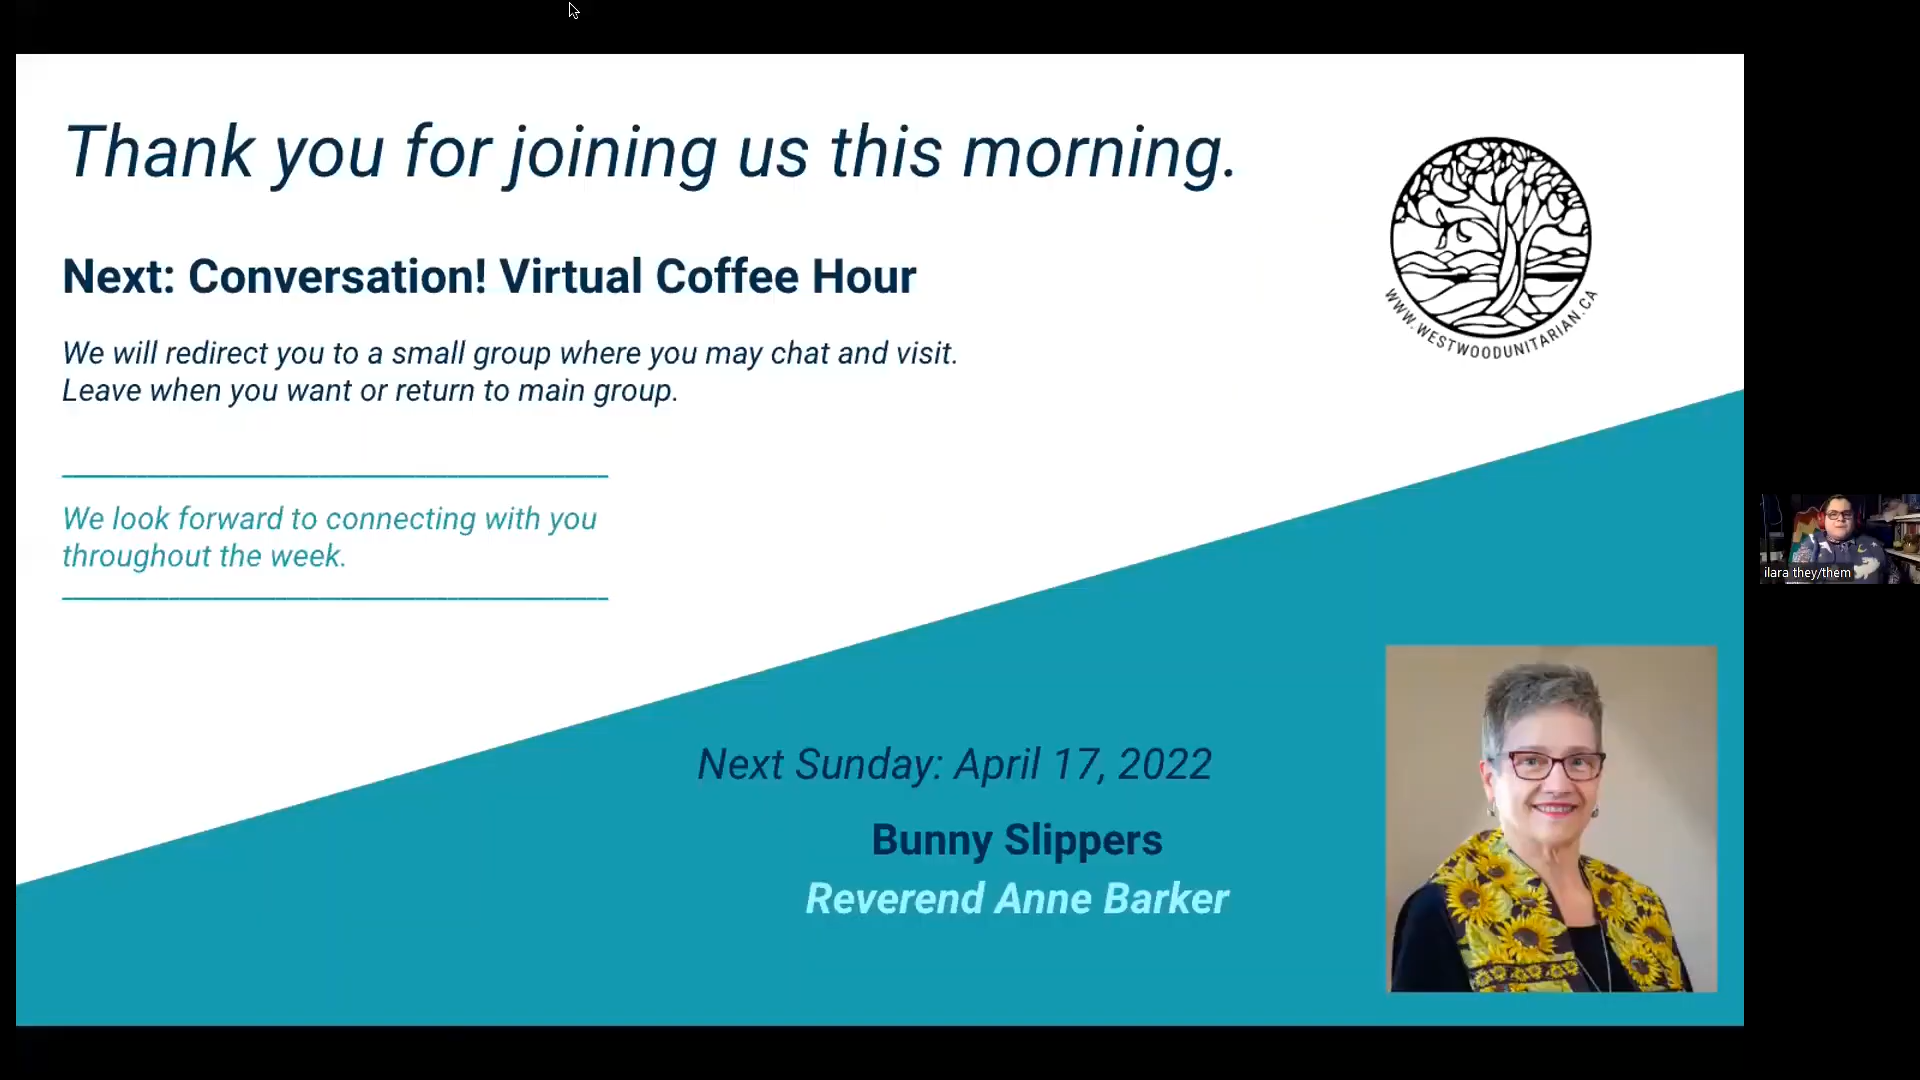 Thank you for joining us this morning.
Next: Conversation! Virtual Coffee Hour
We will redirect you to a small group where you may chat and visit.
Leave when you want or return to main group.
We look forward to connecting with you
throughout the week.
WWW.WESTWOODUNITARIAN.CA
ilara they/them
Next Sunday: April 17, 2022
Bunny Slippers
Reverend Anne Barker